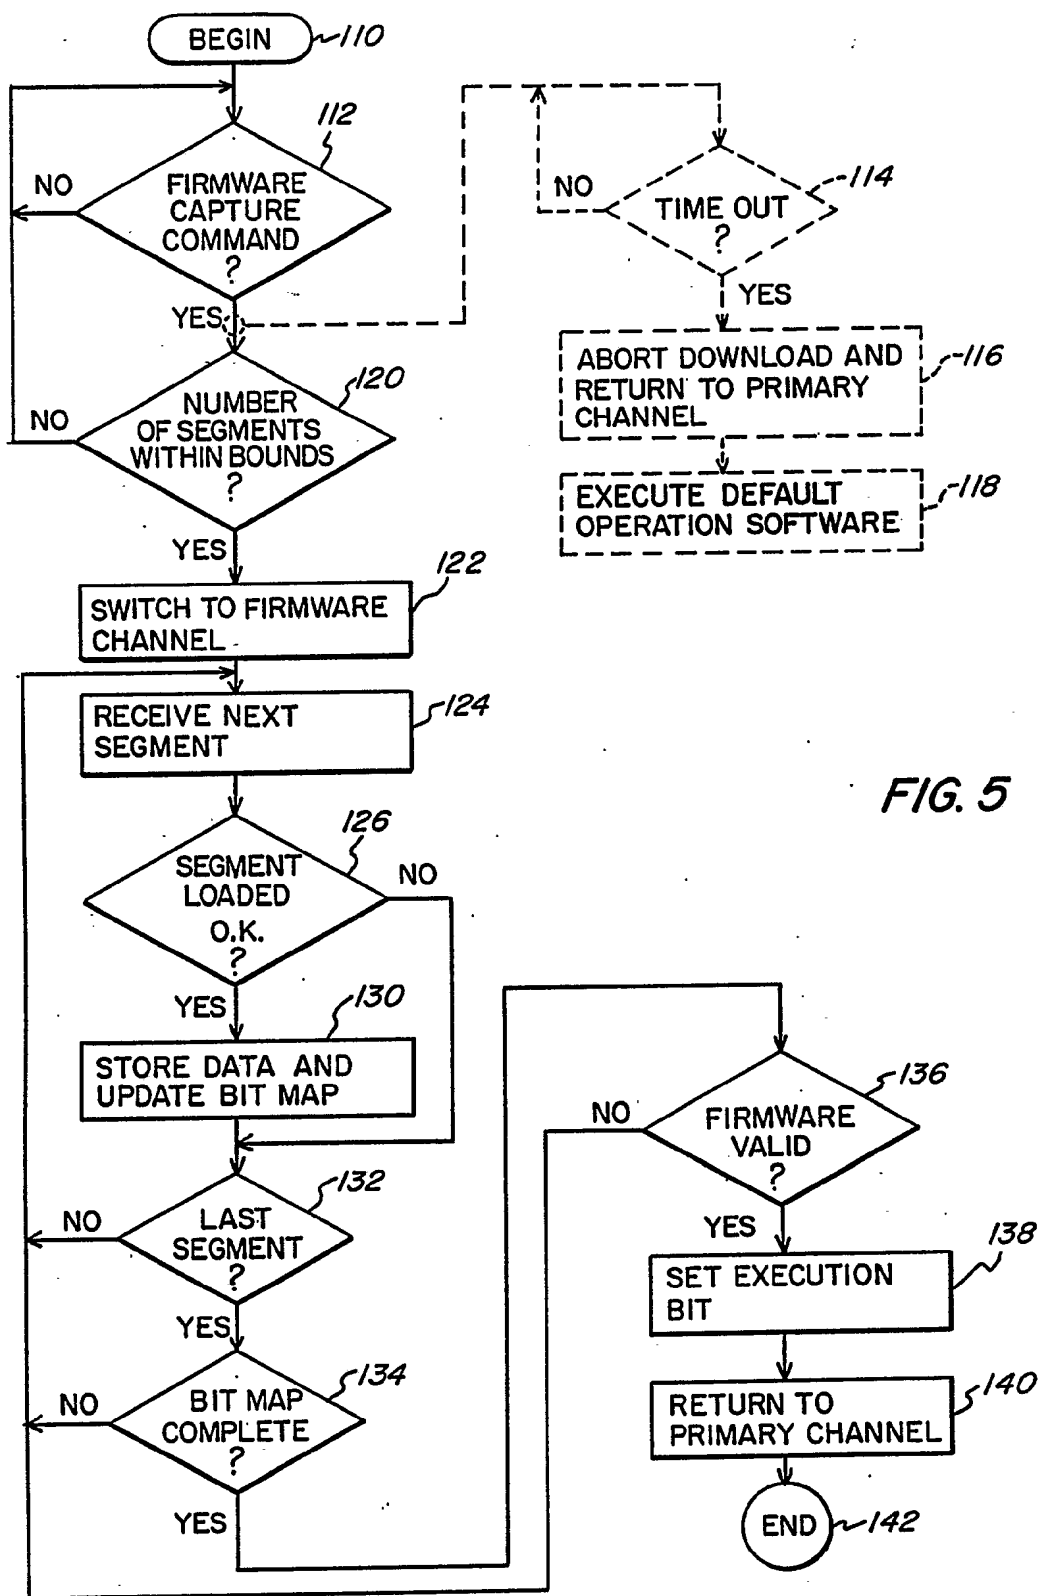 BEGIN
110
112
FIRMWARE
CAPTURE
COMMAND
?
NO
YES
114
TIME OUT
?
NO
YES
ABORT DOWNLOAD AND
RETURN TO PRIMARY
CHANNEL
116
EXECUTE DEFAULT
OPERATION SOFTWARE
118
120
NUMBER
OF SEGMENTS
WITHIN BOUNDS
?
NO
YES
122
SWITCH TO FIRMWARE
CHANNEL
RECEIVE NEXT
SEGMENT
124
FIG. 5
126
SEGMENT
LOADED
O.K.
?
NO
YES
130
STORE DATA AND
UPDATE BIT MAP
132
LAST
SEGMENT
?
NO
YES
134
BIT MAP
COMPLETE
?
NO
YES
136
FIRMWARE
VALID
?
NO
YES
138
SET EXECUTION
BIT
RETURN TO
PRIMARY CHANNEL
140
END
142